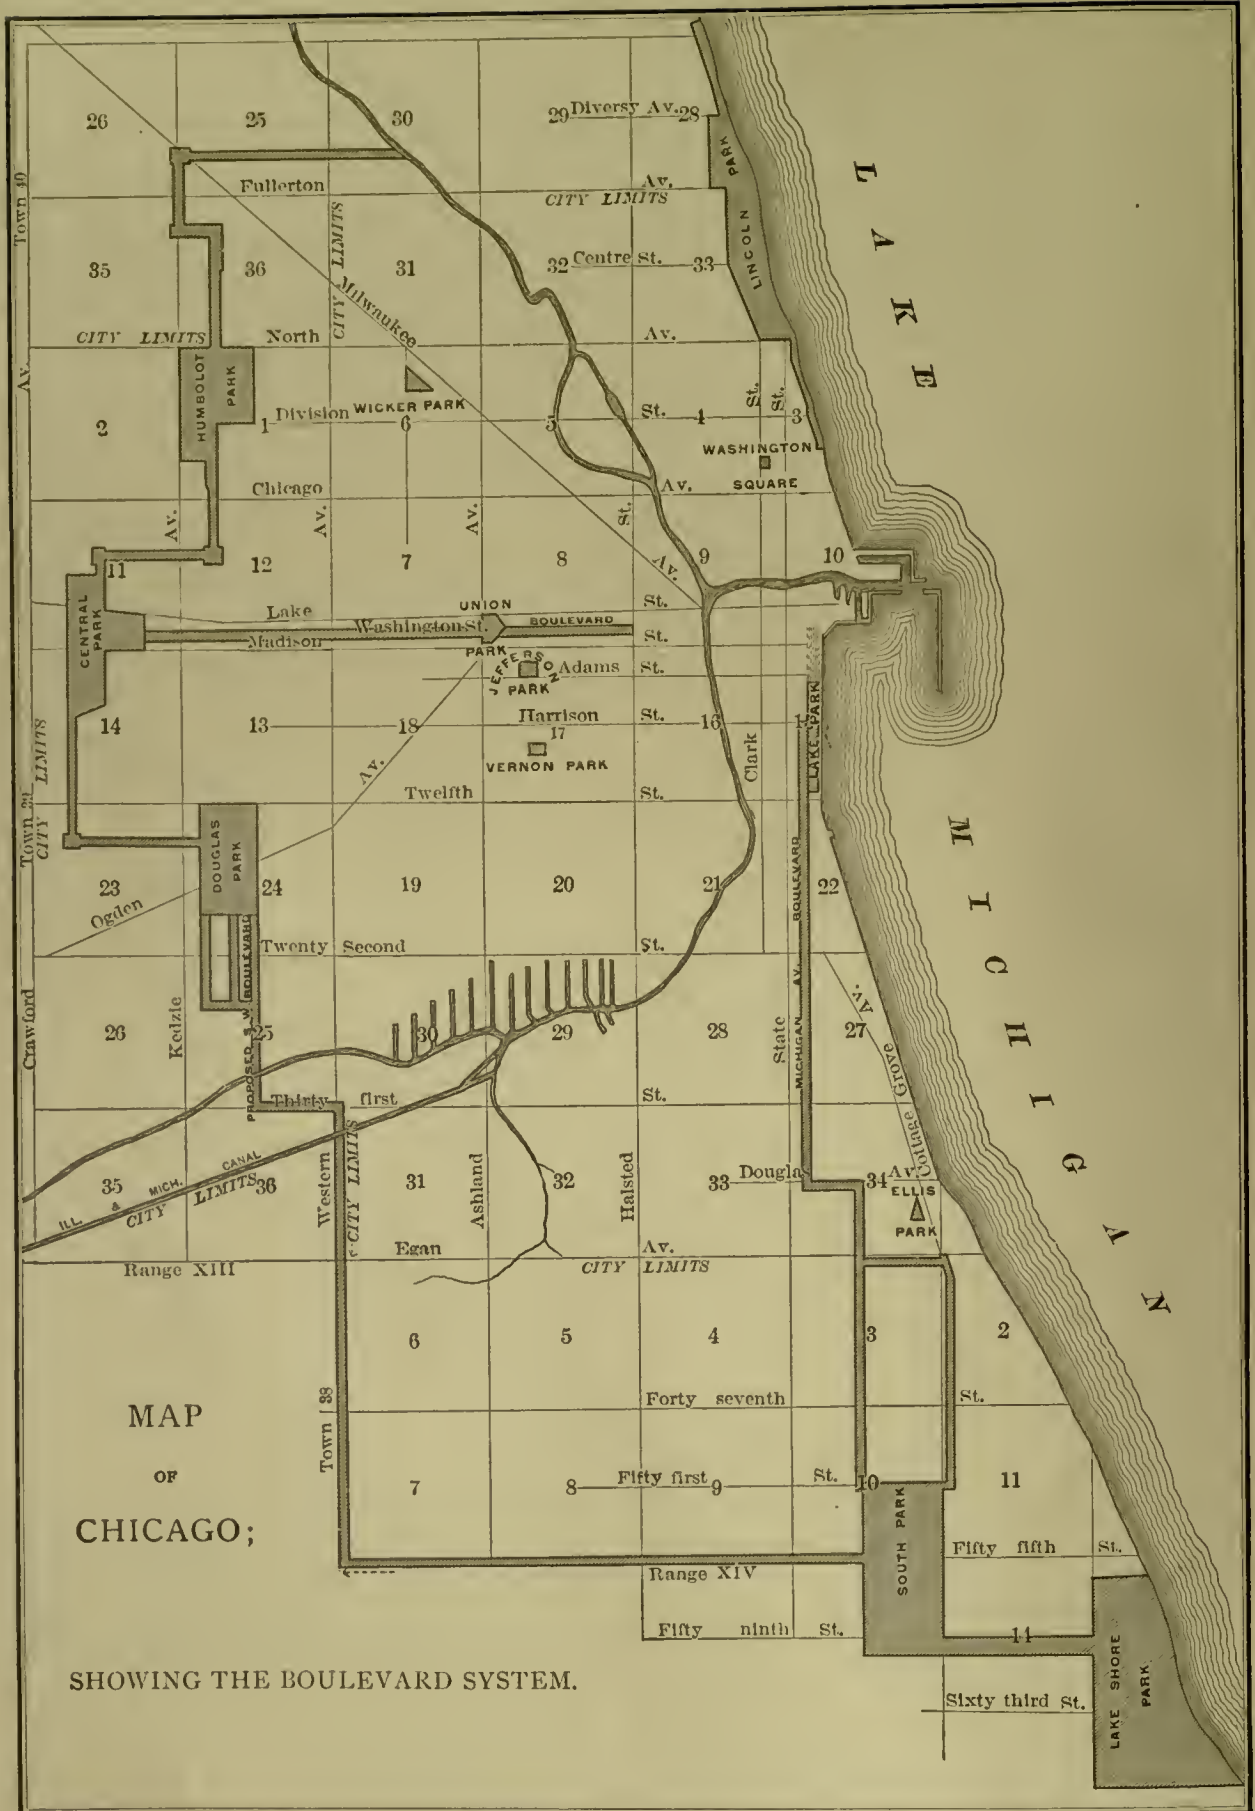 26 25 30 29 Diversy Av. 28
Town 40
Fullerton Av.
CITY LIMITS
CITY LIMITS
LINCOLN PARK
35 36 31 32 Centre St. 33
Milwaukee Av.
CITY LIMITS North Av.
Av.
HUMBOLOT PARK
WICKER PARK
2 1 Division 6 5 St. 4 3
St. St.
WASHINGTON
SQUARE
Chicago Av.
Av. Av. Av. St.
11 12 7 8 9 10
CENTRAL PARK
Lake St.
UNION
PARK
Washington St. BOULEVARD
Madison St.
JEFFERSON
PARK
Adams St.
14 13 18 Harrison St. 16
17
VERNON PARK
LAKE PARK
Clark
Av.
Twelfth St.
Town 39
CITY LIMITS
DOUGLAS PARK
23 24 19 20 21 22
Ogden
Twenty Second St.
MICHIGAN AV. BOULEVARD
PROPOSED S. W. BOULEVARD
Crawford
Kedzie
State
26 25 30 29 28 27
Cottage Grove Av.
Thirty first St.
ILL. & MICH. CANAL
CITY LIMITS
35 36 31 32 33 Douglas Av. 34
ELLIS
PARK
Western
CITY LIMITS
Ashland
Halsted
Egan Av.
CITY LIMITS
Range XIII
6 5 4 3 2
Town 38
Forty seventh St.
7 8 Fifty first 9 St. 10 11
SOUTH PARK
Fifty fifth St.
Range XIV
Fifty ninth St. 14
Sixty third St.
LAKE SHORE PARK
LAKE MICHIGAN
MAP
OF
CHICAGO;
SHOWING THE BOULEVARD SYSTEM.